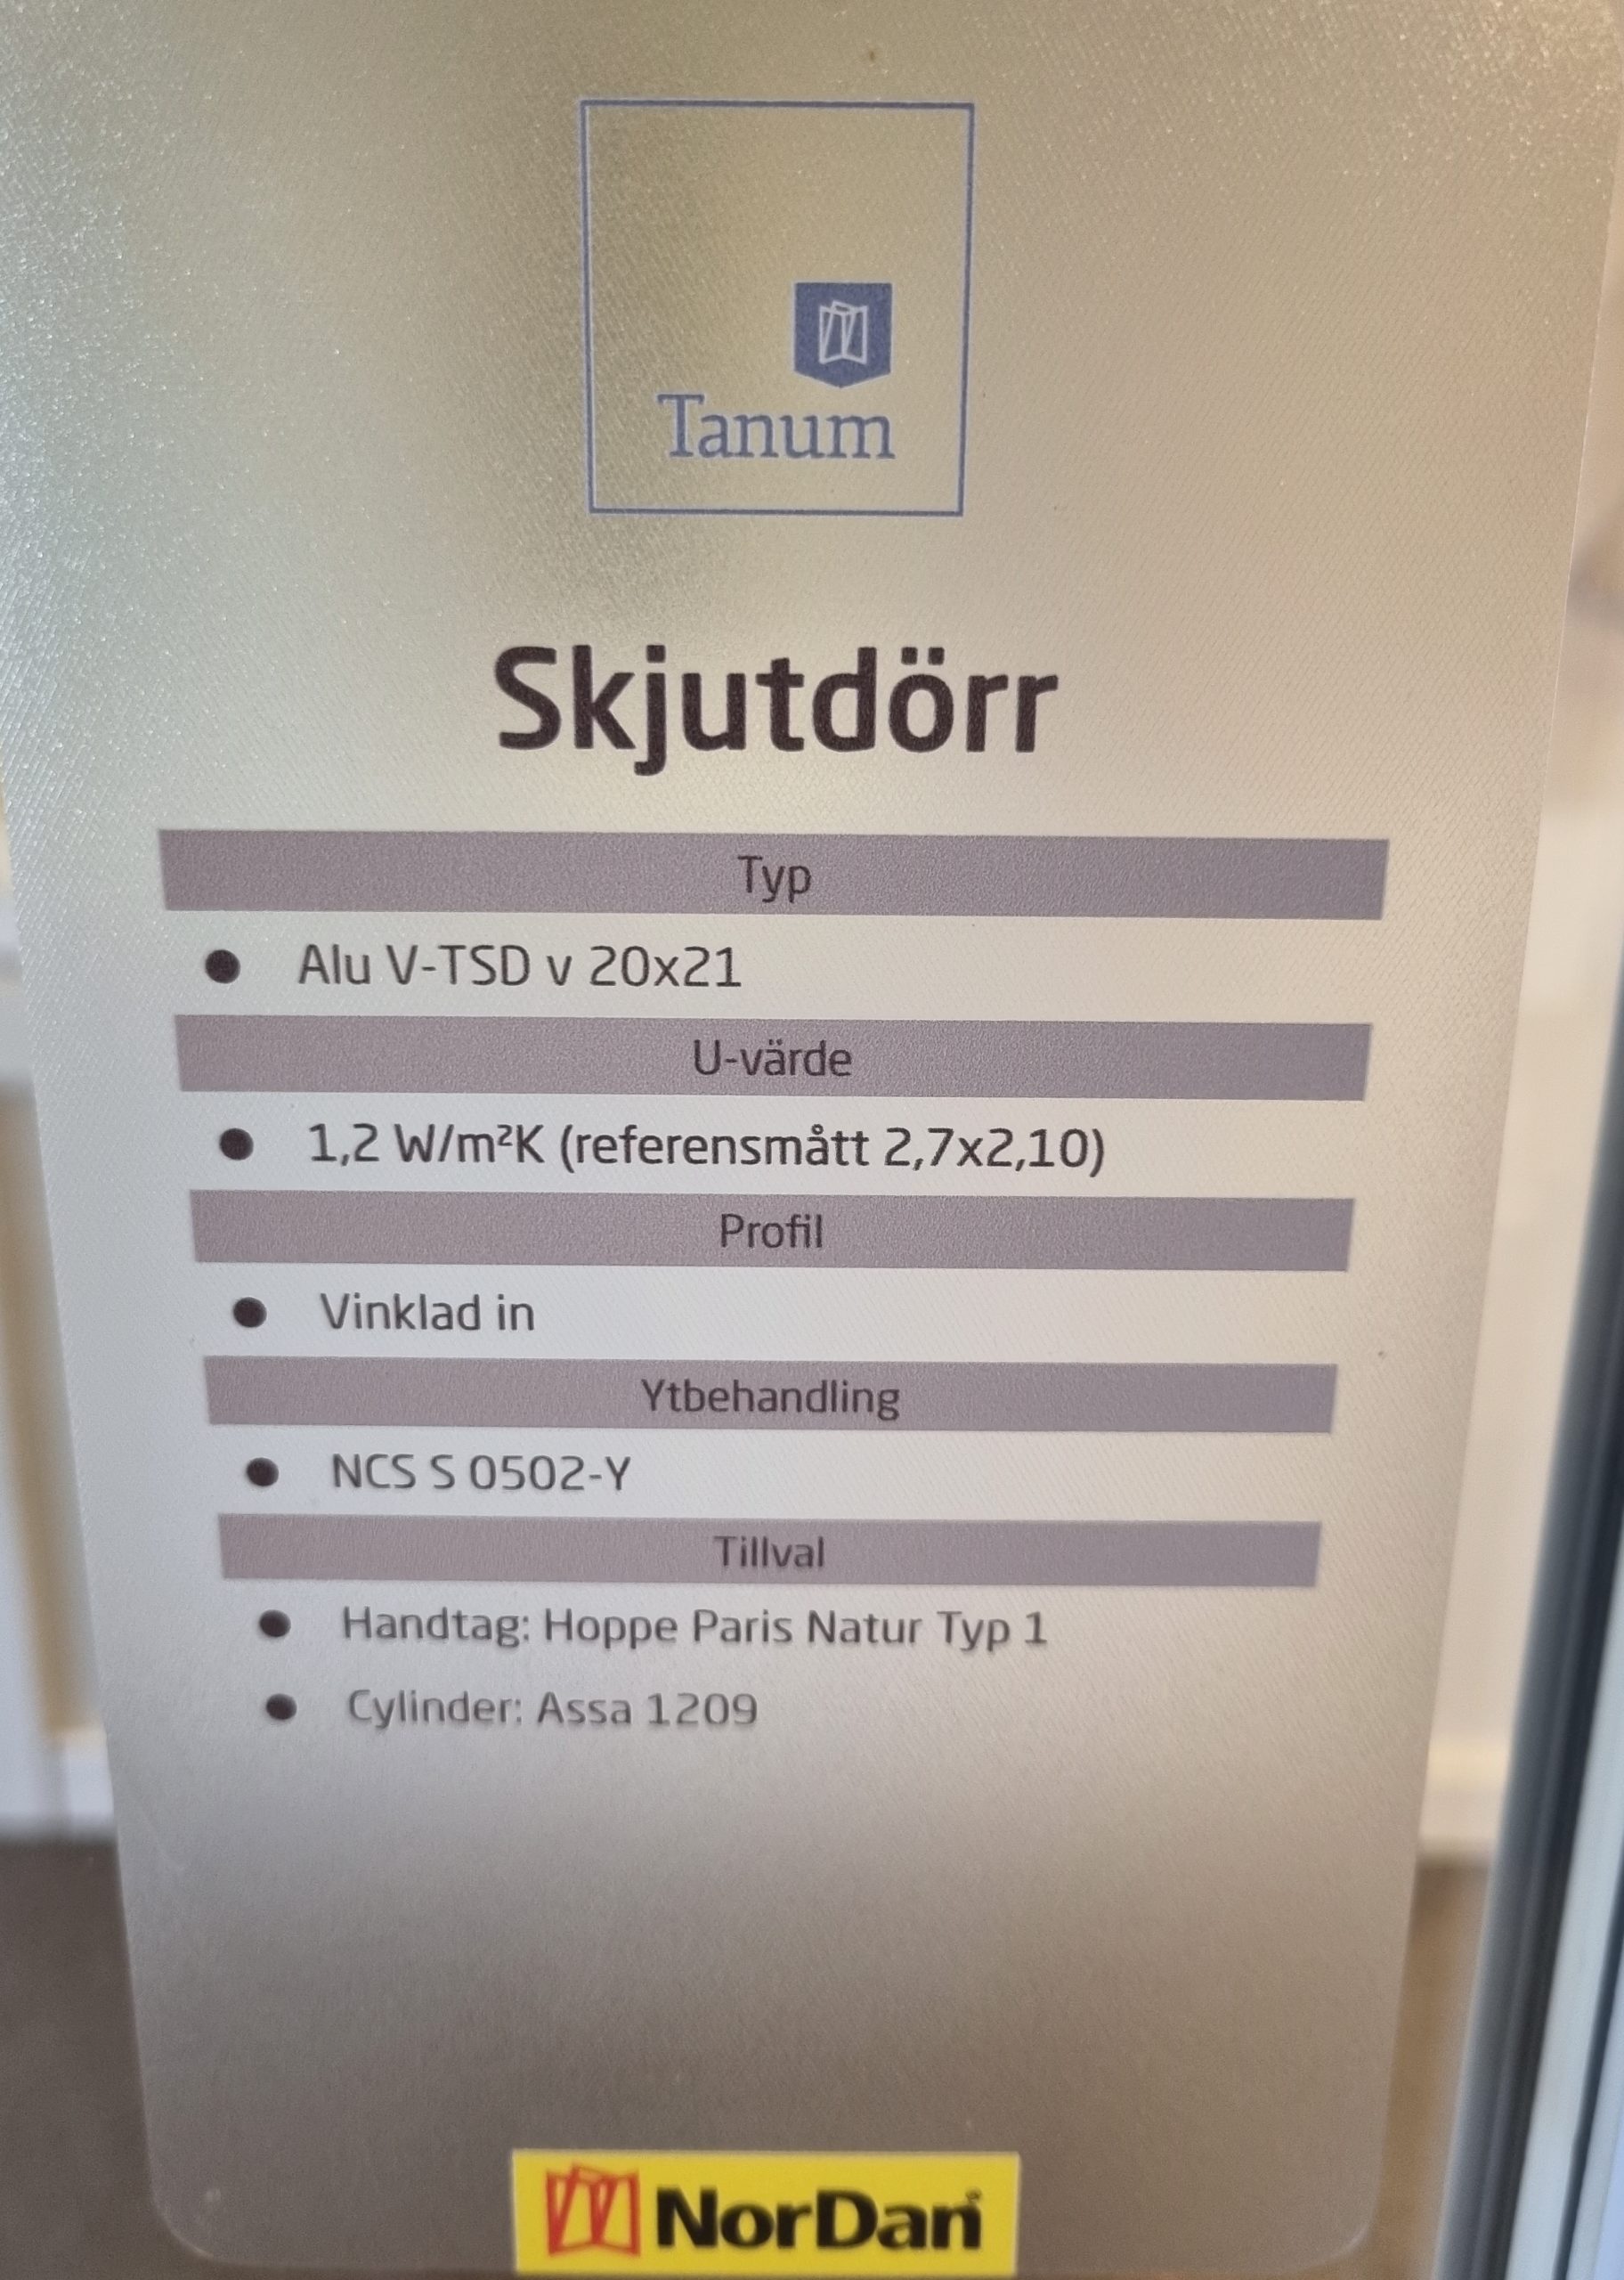 Tanum
Skjutdörr
Typ
● Alu V-TSD v 20x21
U-värde
● 1,2 W/m²K (referensmått 2,7x2,10)
Profil
● Vinklad in
Ytbehandling
● NCS S 0502-Y
Tillval
● Handtag: Hoppe Paris Natur Typ 1
● Cylinder: Assa 1209
NorDan®